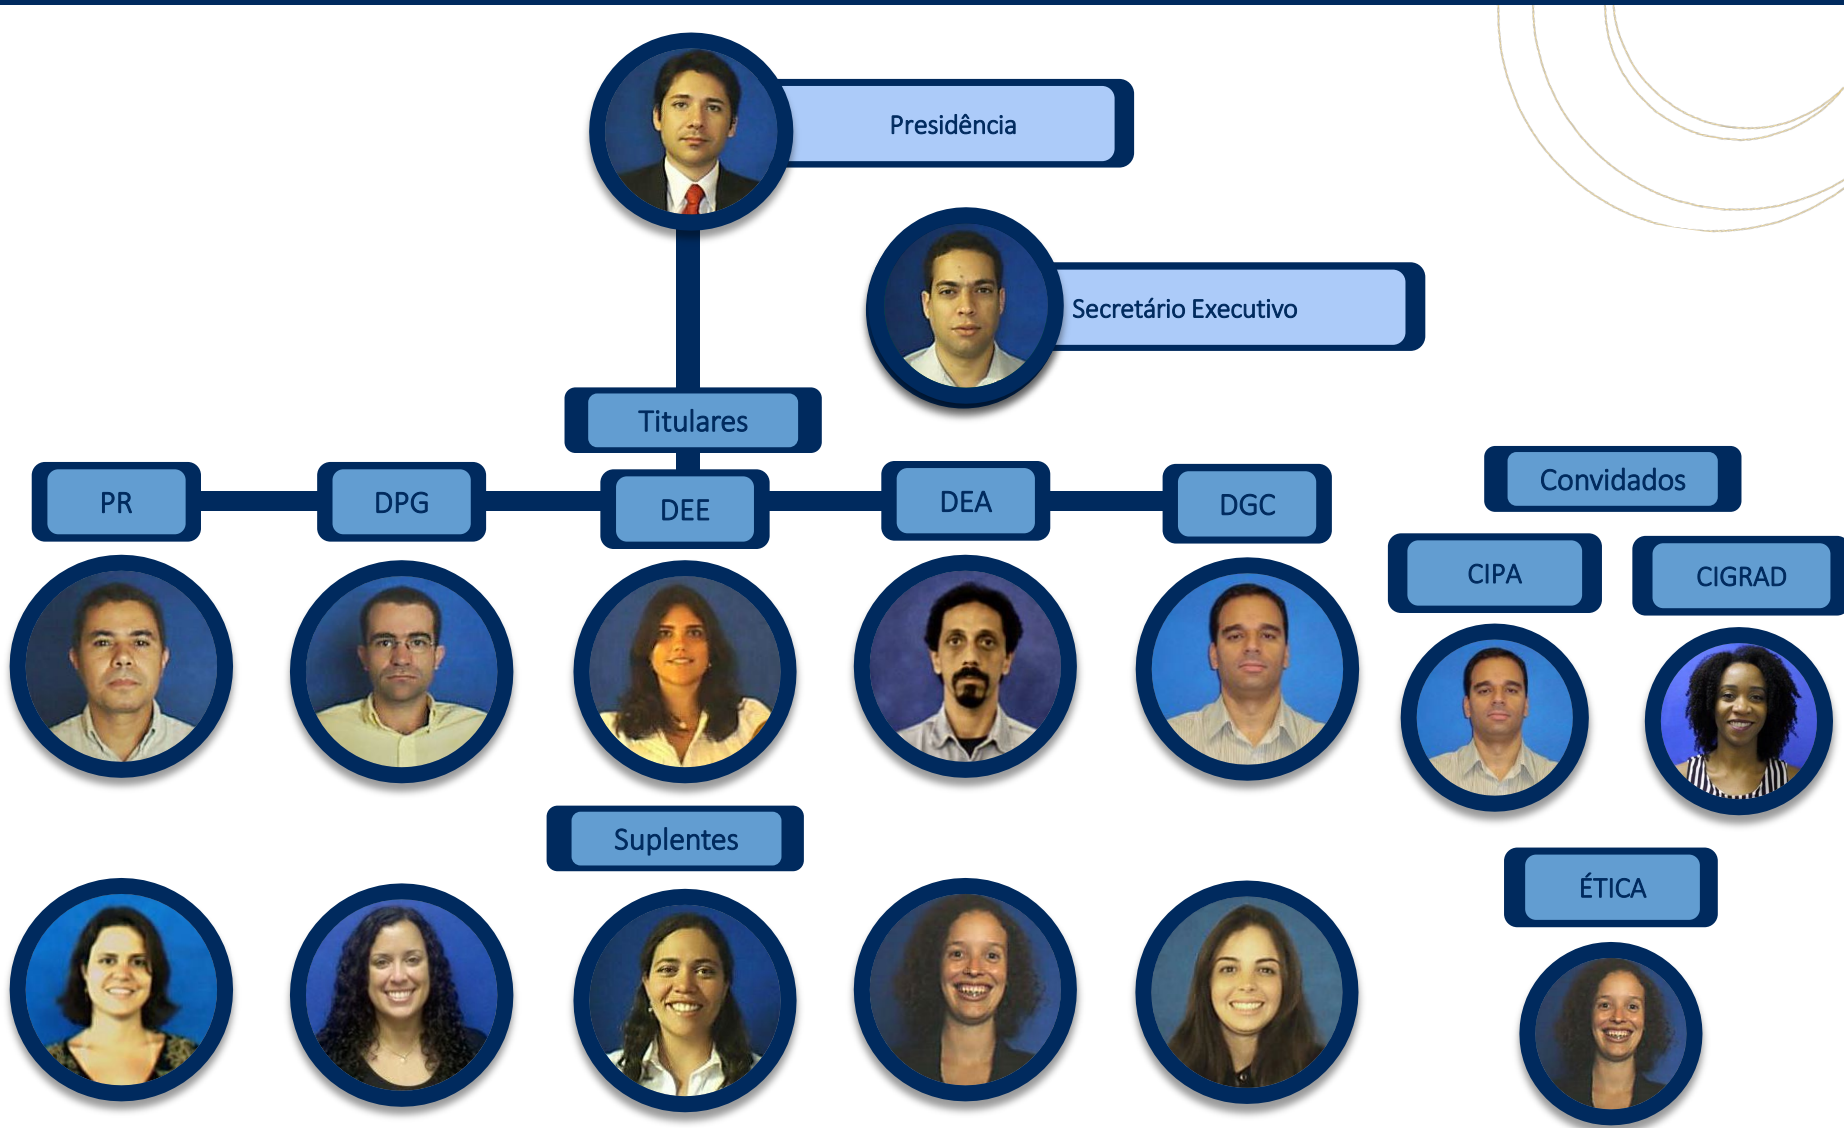 Presidência
Secretário Executivo
Titulares
PR
DPG
DEE
DEA
DGC
Convidados
CIPA
CIGRAD
Suplentes
ÉTICA